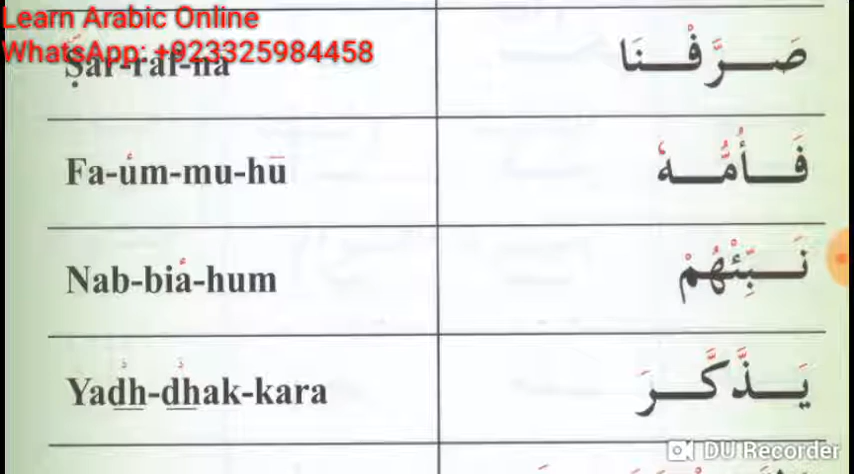 Learn Arabic Online
WhatsApp: +923325984458
Ṣar-raf-na صَرَّفْنَا
Fa-úm-mu-hū فَأُمُّهٗ
Nab-biá-hum نَبِّئْهُمْ
Yadh-dhak-kara يَذَّكَّرَ
DU Recorder